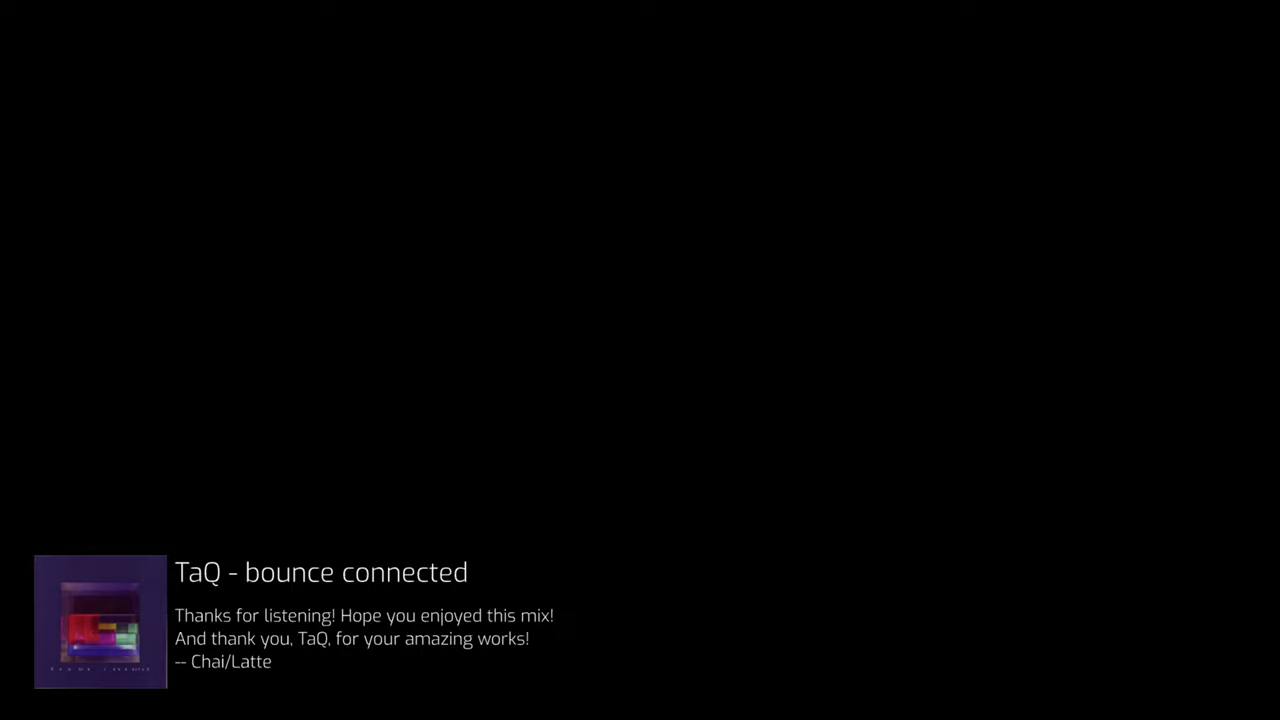 TaQ - bounce connected
Thanks for listening! Hope you enjoyed this mix!
And thank you, TaQ, for your amazing works!
-- Chai/Latte